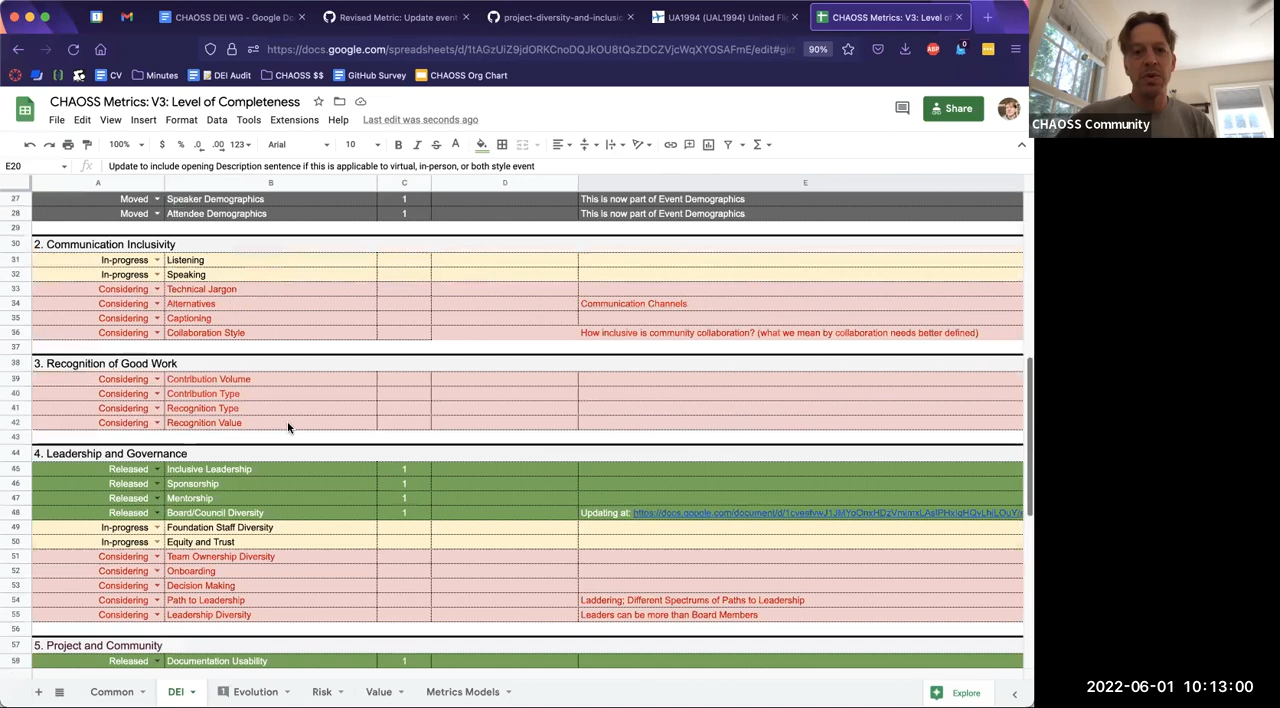 CHAOSS DEI WG - Google Do
Revised Metric: Update event
project-diversity-and-inclusio
UA1994 (UAL1994) United Fli
CHAOSS Metrics: V3: Level of
https://docs.google.com/spreadsheets/d/1tAGzUiZ9jdORKCnoDQJkOU8tQsZDCZVjcWqXYOSAFmE/edit#gid
90%
ABP
0
CV
Minutes
DEI Audit
CHAOSS $$
GitHub Survey
CHAOSS Org Chart
CHAOSS Metrics: V3: Level of Completeness
File Edit View Insert Format Data Tools Extensions Help Last edit was seconds ago
Share
100% $ % .0 .00 123 Arial 10 B I S A
E20 fx Update to include opening Description sentence if this is applicable to virtual, in-person, or both style event
A B C D E
27 Moved Speaker Demographics 1 This is now part of Event Demographics
28 Moved Attendee Demographics 1 This is now part of Event Demographics
29
30 2. Communication Inclusivity
31 In-progress Listening
32 In-progress Speaking
33 Considering Technical Jargon
34 Considering Alternatives Communication Channels
35 Considering Captioning
36 Considering Collaboration Style How inclusive is community collaboration? (what we mean by collaboration needs better defined)
37
38 3. Recognition of Good Work
39 Considering Contribution Volume
40 Considering Contribution Type
41 Considering Recognition Type
42 Considering Recognition Value
43
44 4. Leadership and Governance
45 Released Inclusive Leadership 1
46 Released Sponsorship 1
47 Released Mentorship 1
48 Released Board/Council Diversity 1 Updating at:
49 In-progress Foundation Staff Diversity
50 In-progress Equity and Trust
51 Considering Team Ownership Diversity
52 Considering Onboarding
53 Considering Decision Making
54 Considering Path to Leadership Laddering; Different Spectrums of Paths to Leadership
55 Considering Leadership Diversity Leaders can be more than Board Members
56
57 5. Project and Community
Released Documentation Usability 1
Common DEI 1 Evolution Risk Value Metrics Models Explore
CHAOSS Community
2022-06-01 10:13:00